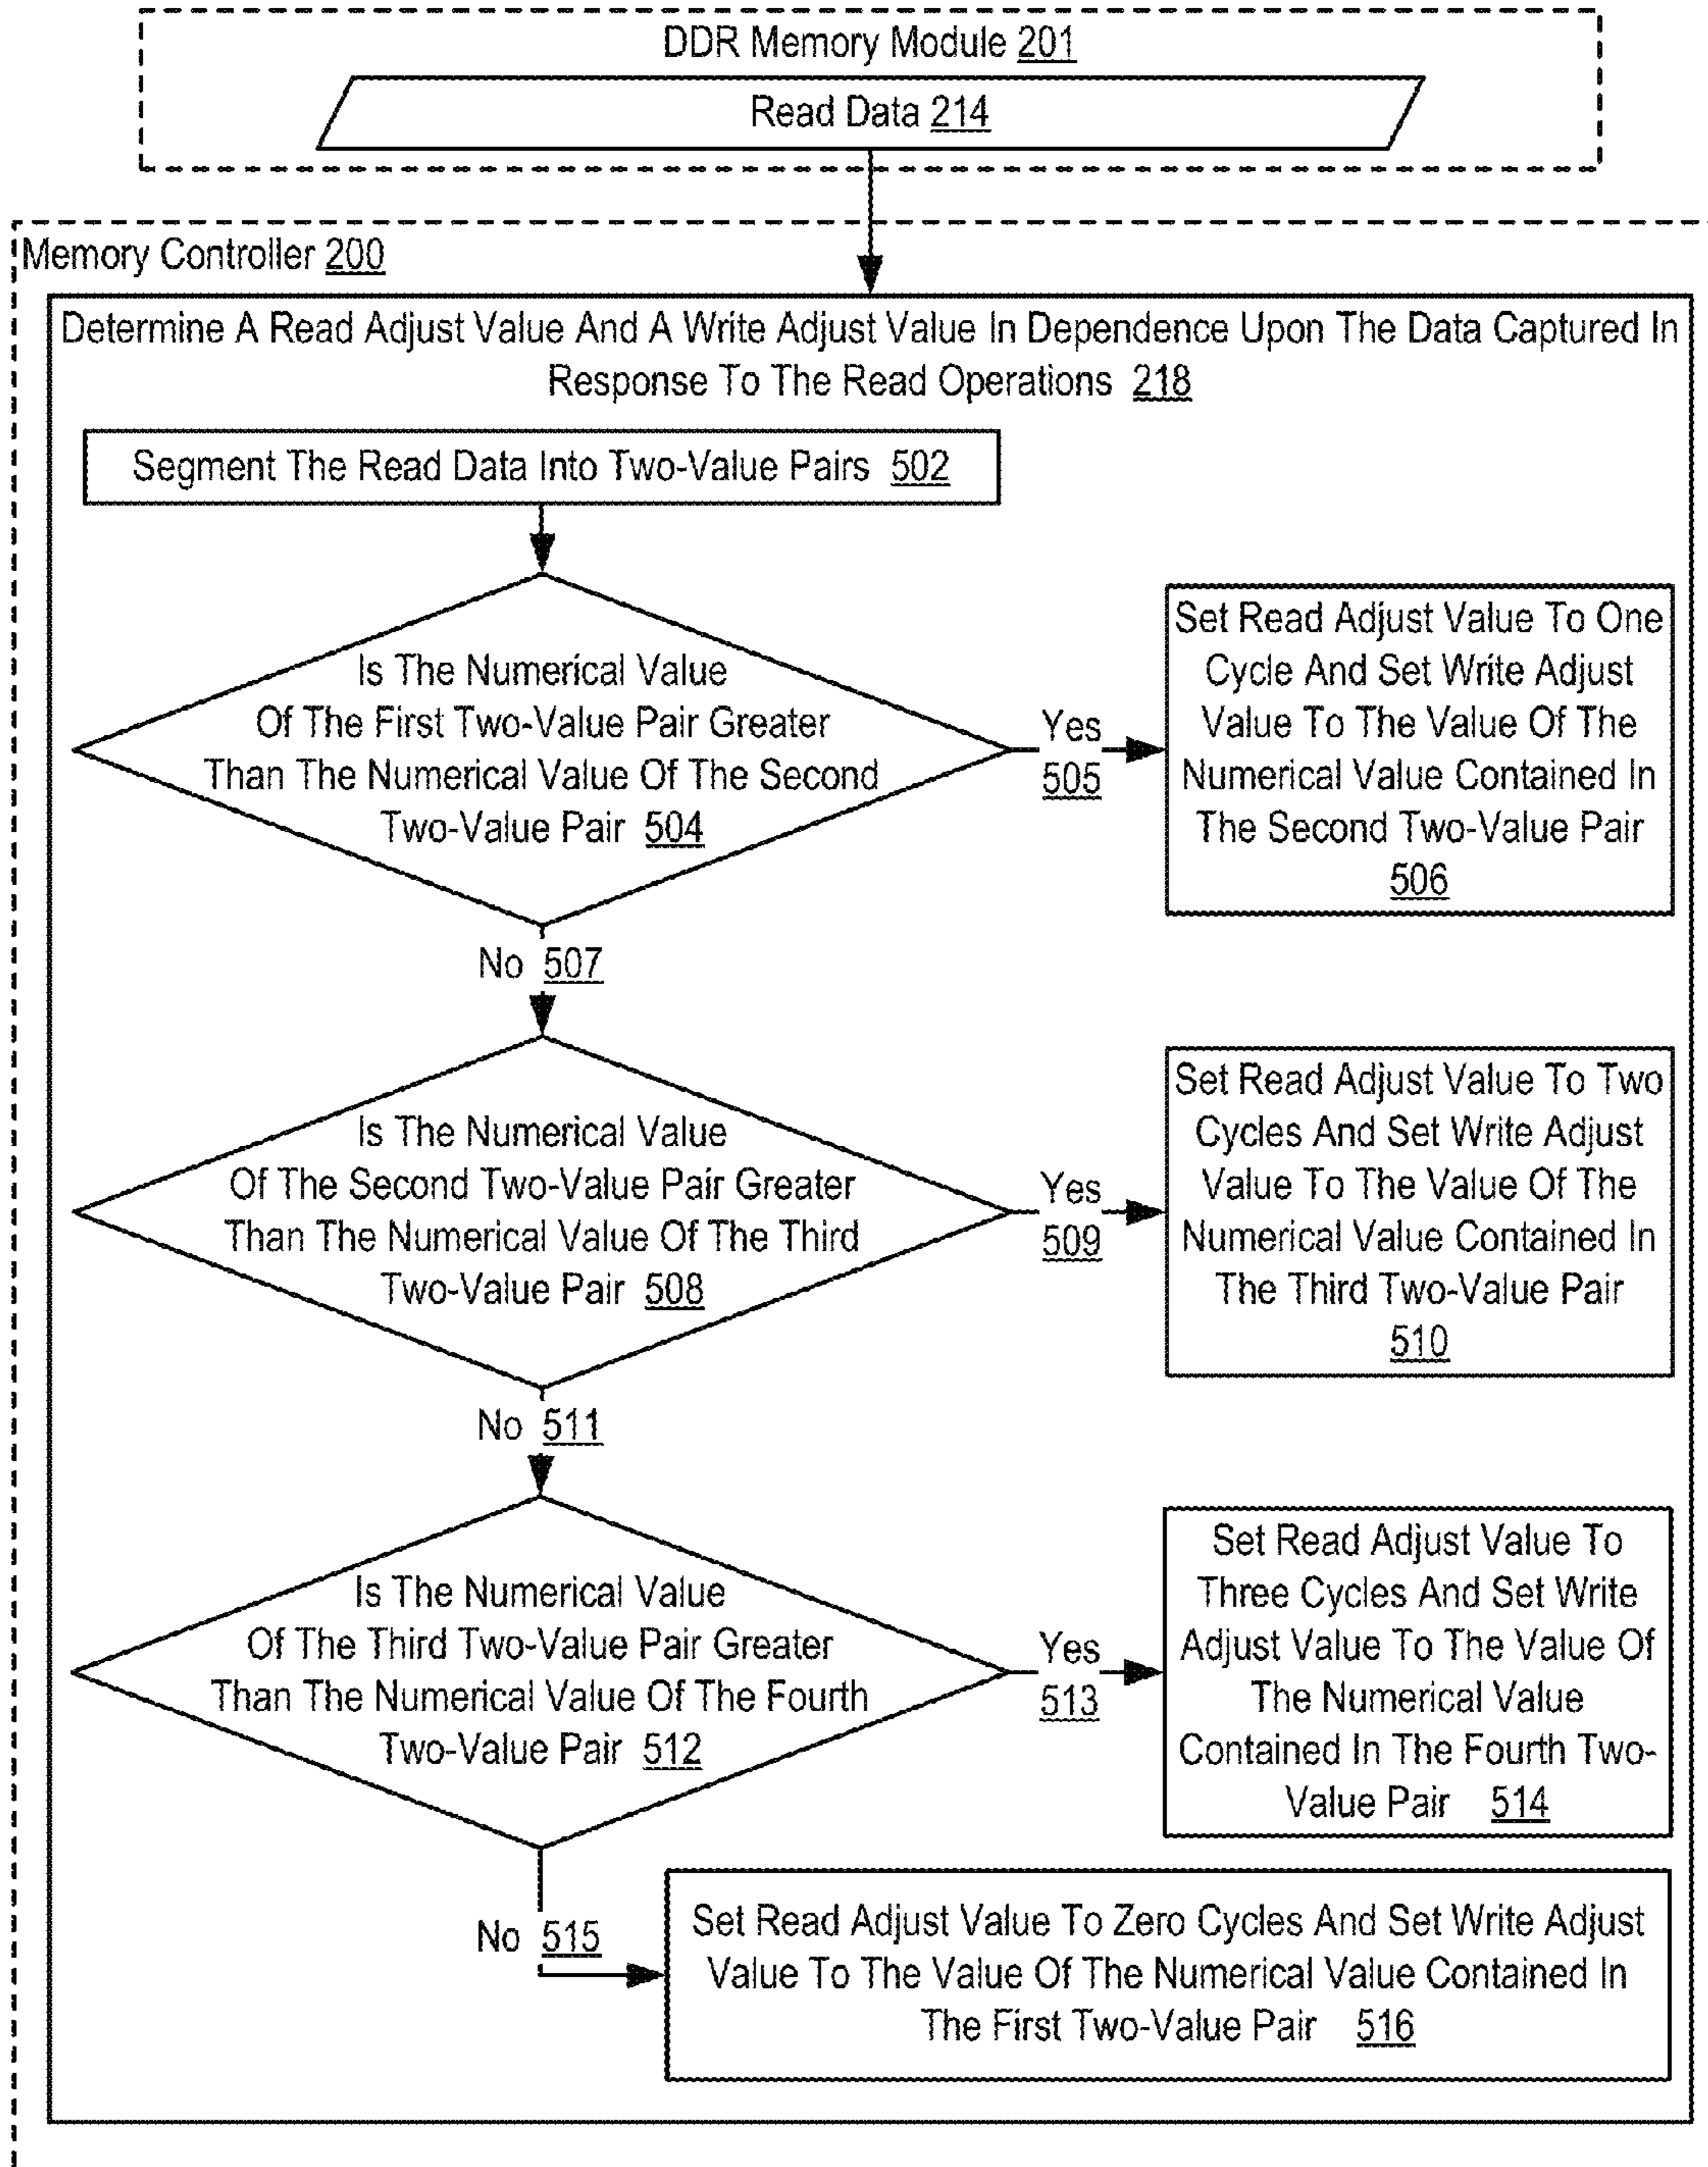 DDR Memory Module 201
Read Data 214
Memory Controller 200
Determine A Read Adjust Value And A Write Adjust Value In Dependence Upon The Data Captured In
Response To The Read Operations 218
Segment The Read Data Into Two-Value Pairs 502
Is The Numerical Value
Of The First Two-Value Pair Greater
Than The Numerical Value Of The Second
Two-Value Pair 504
Yes
505
Set Read Adjust Value To One
Cycle And Set Write Adjust
Value To The Value Of The
Numerical Value Contained In
The Second Two-Value Pair
506
No 507
Is The Numerical Value
Of The Second Two-Value Pair Greater
Than The Numerical Value Of The Third
Two-Value Pair 508
Yes
509
Set Read Adjust Value To Two
Cycles And Set Write Adjust
Value To The Value Of The
Numerical Value Contained In
The Third Two-Value Pair
510
No 511
Is The Numerical Value
Of The Third Two-Value Pair Greater
Than The Numerical Value Of The Fourth
Two-Value Pair 512
Yes
513
Set Read Adjust Value To
Three Cycles And Set Write
Adjust Value To The Value Of
The Numerical Value
Contained In The Fourth Two-
Value Pair 514
No 515
Set Read Adjust Value To Zero Cycles And Set Write Adjust
Value To The Value Of The Numerical Value Contained In
The First Two-Value Pair 516